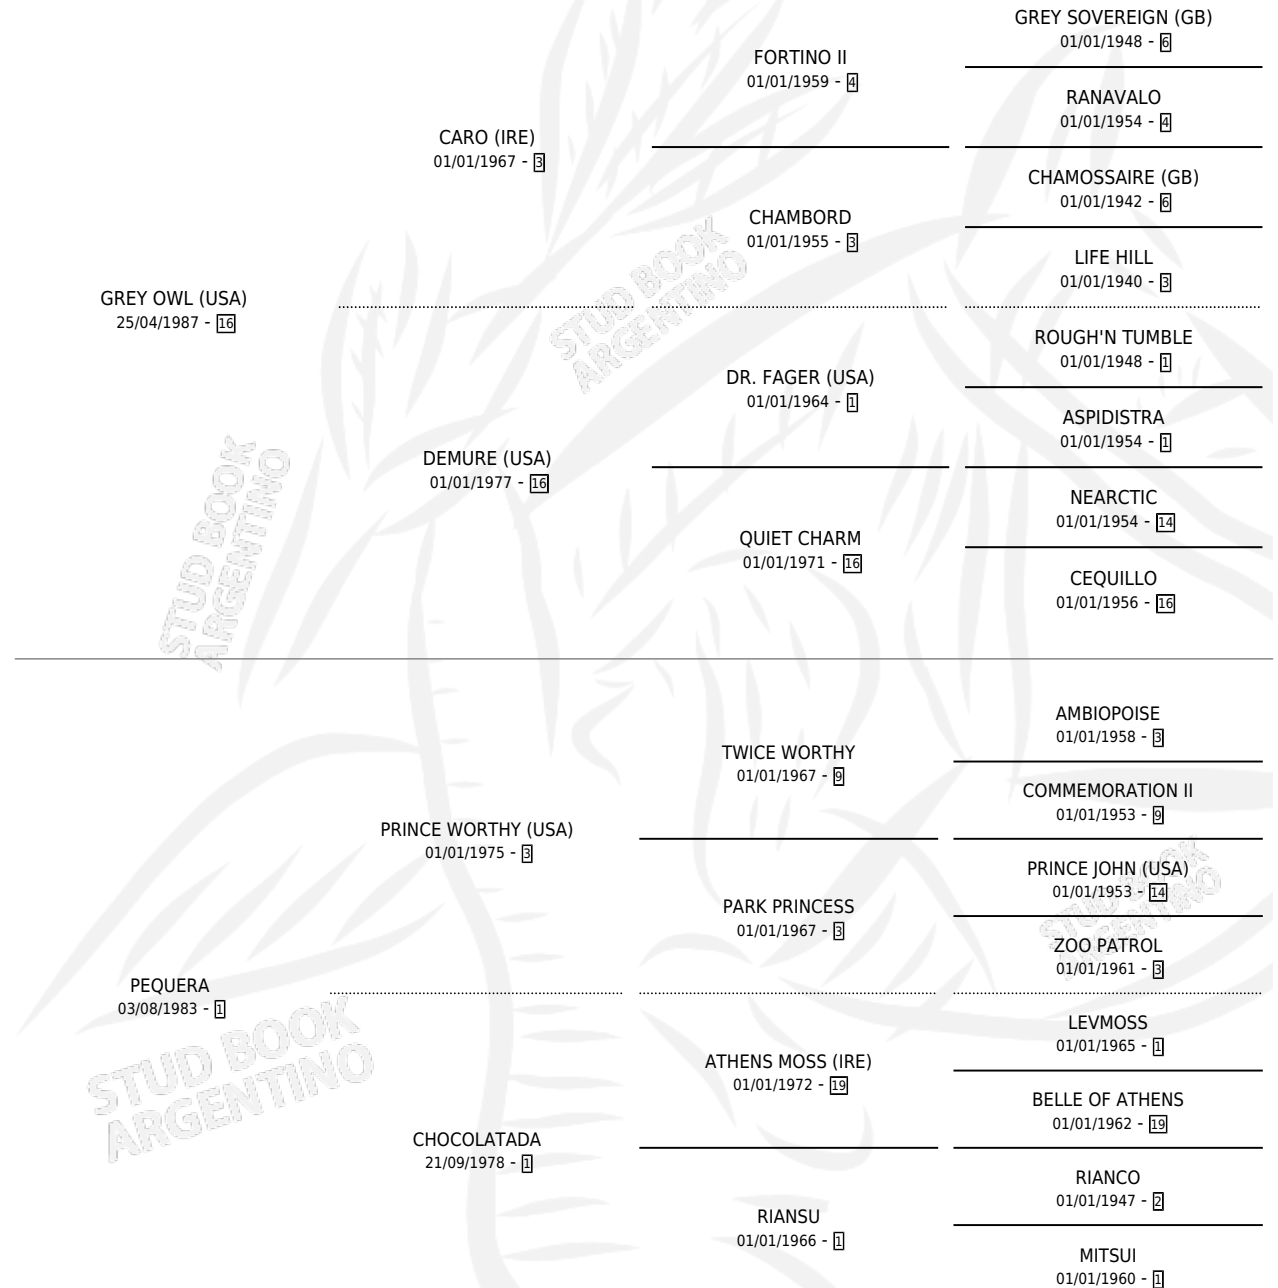 GREY SOVEREIGN (GB)
01/01/1948 - 6
FORTINO II
01/01/1959 - 4
RANAVALO
01/01/1954 - 4
CARO (IRE)
01/01/1967 - 3
CHAMOSSAIRE (GB)
01/01/1942 - 6
CHAMBORD
01/01/1955 - 3
LIFE HILL
01/01/1940 - 3
GREY OWL (USA)
25/04/1987 - 16
STUD BOOK
ARGENTINO
ROUGH'N TUMBLE
01/01/1948 - 1
DR. FAGER (USA)
01/01/1964 - 1
ASPIDISTRA
01/01/1954 - 1
DEMURE (USA)
01/01/1977 - 16
NEARCTIC
01/01/1954 - 14
QUIET CHARM
01/01/1971 - 16
CEQUILLO
01/01/1956 - 16
STUD BOOK
ARGENTINO
AMBIOPOISE
01/01/1958 - 3
TWICE WORTHY
01/01/1967 - 9
COMMEMORATION II
01/01/1953 - 9
PRINCE WORTHY (USA)
01/01/1975 - 3
PRINCE JOHN (USA)
01/01/1953 - 14
STUD BOOK
ARGENTINO
PARK PRINCESS
01/01/1967 - 3
ZOO PATROL
01/01/1961 - 3
PEQUERA
03/08/1983 - 1
STUD BOOK
ARGENTINO
LEVMOSS
01/01/1965 - 1
ATHENS MOSS (IRE)
01/01/1972 - 19
BELLE OF ATHENS
01/01/1962 - 19
CHOCOLATADA
21/09/1978 - 1
RIANCO
01/01/1947 - 2
RIANSU
01/01/1966 - 1
MITSUI
01/01/1960 - 1